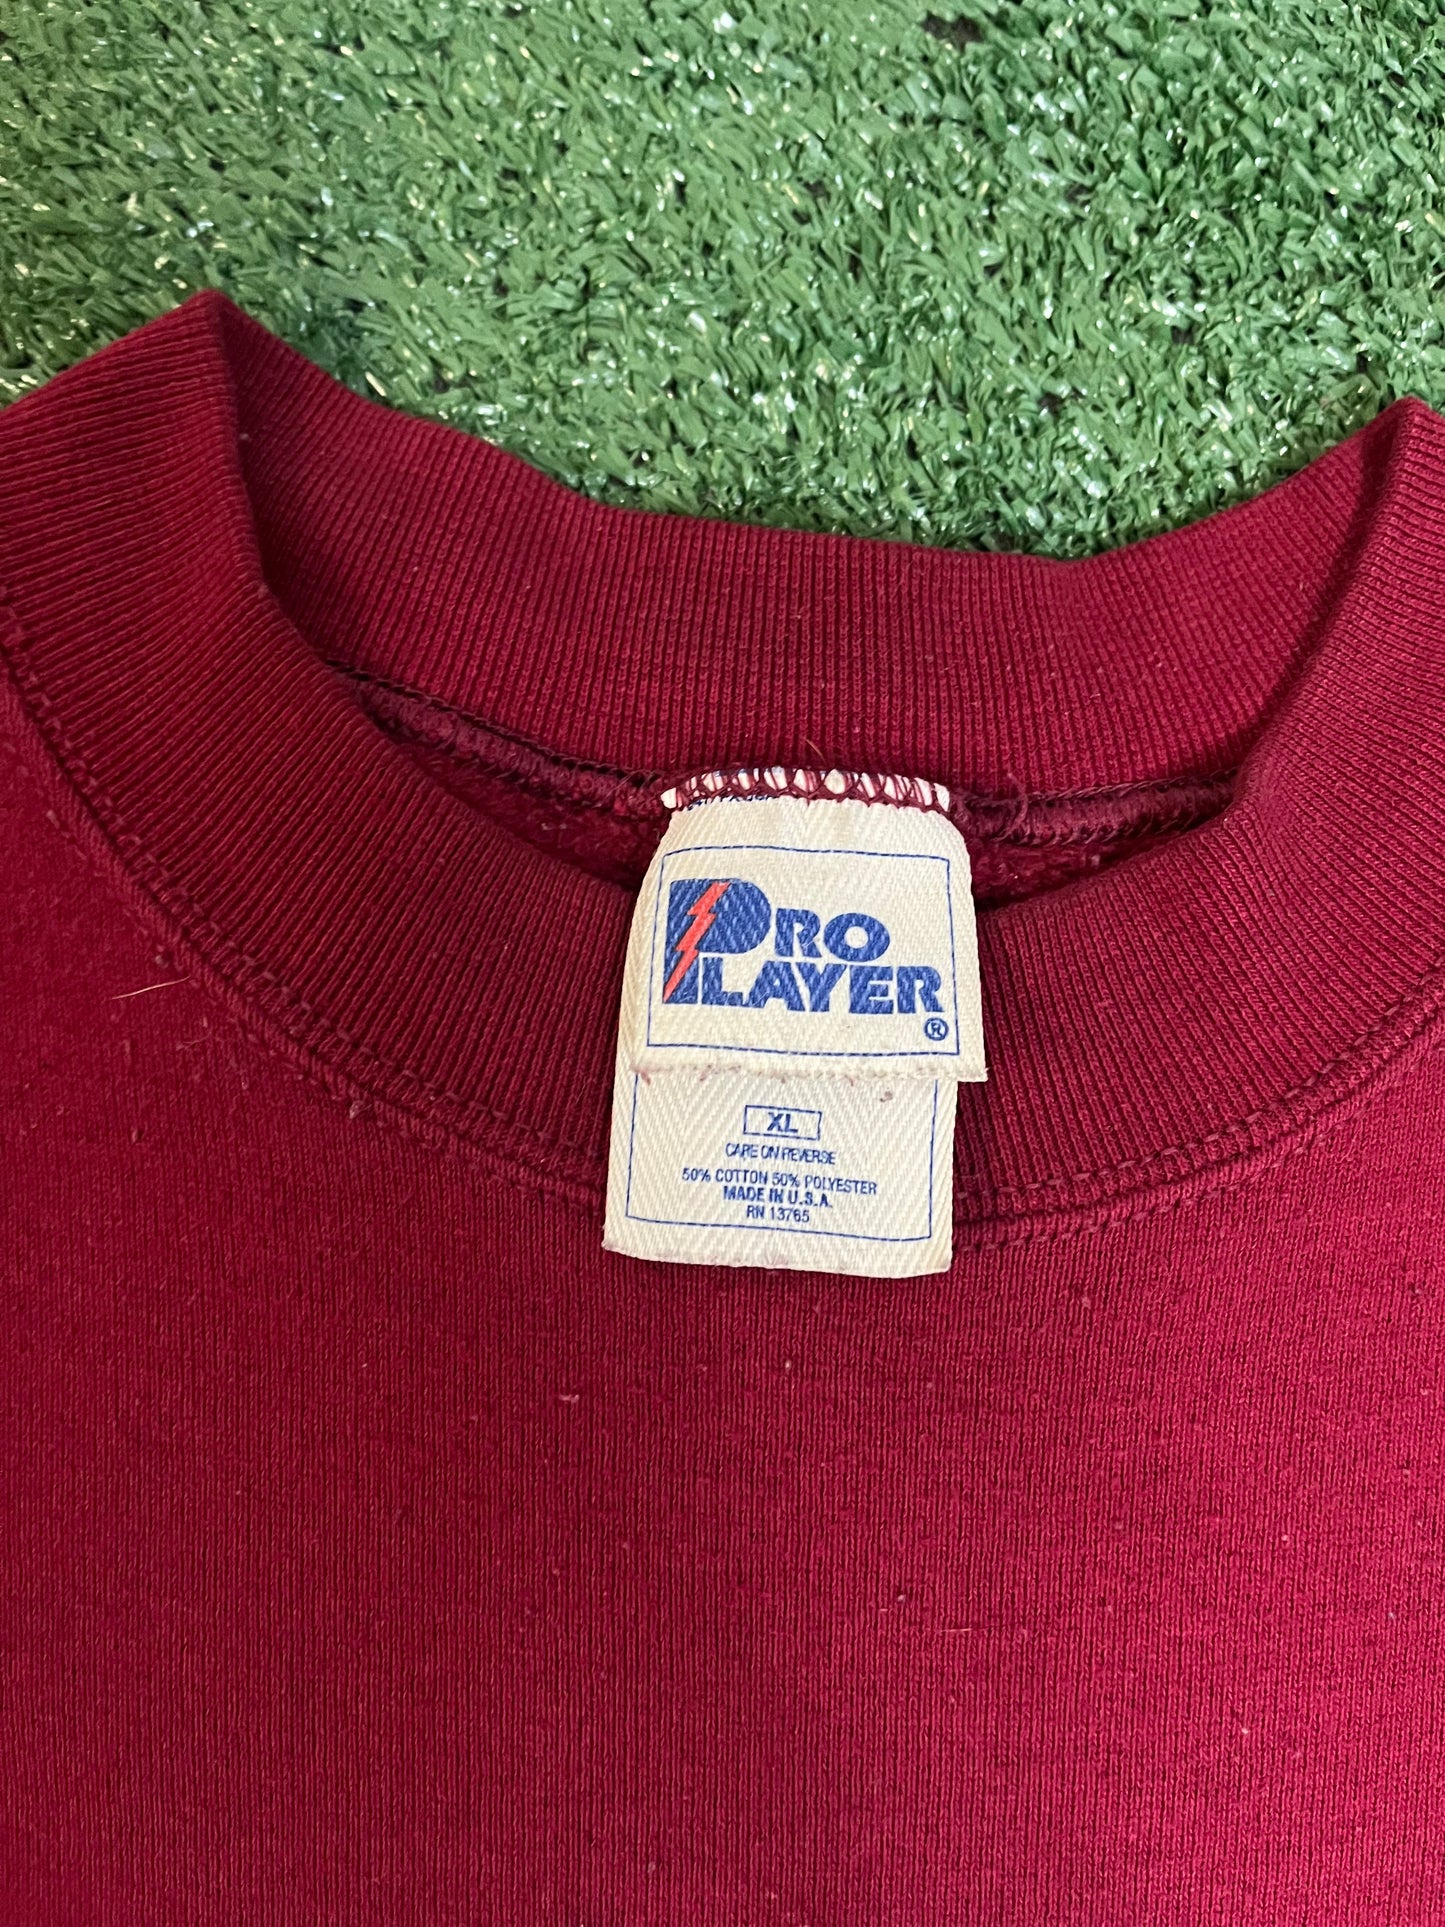 PRO
PLAYER
®
XL
CARE ON REVERSE
50% COTTON 50% POLYESTER
MADE IN U.S.A.
RN 13765